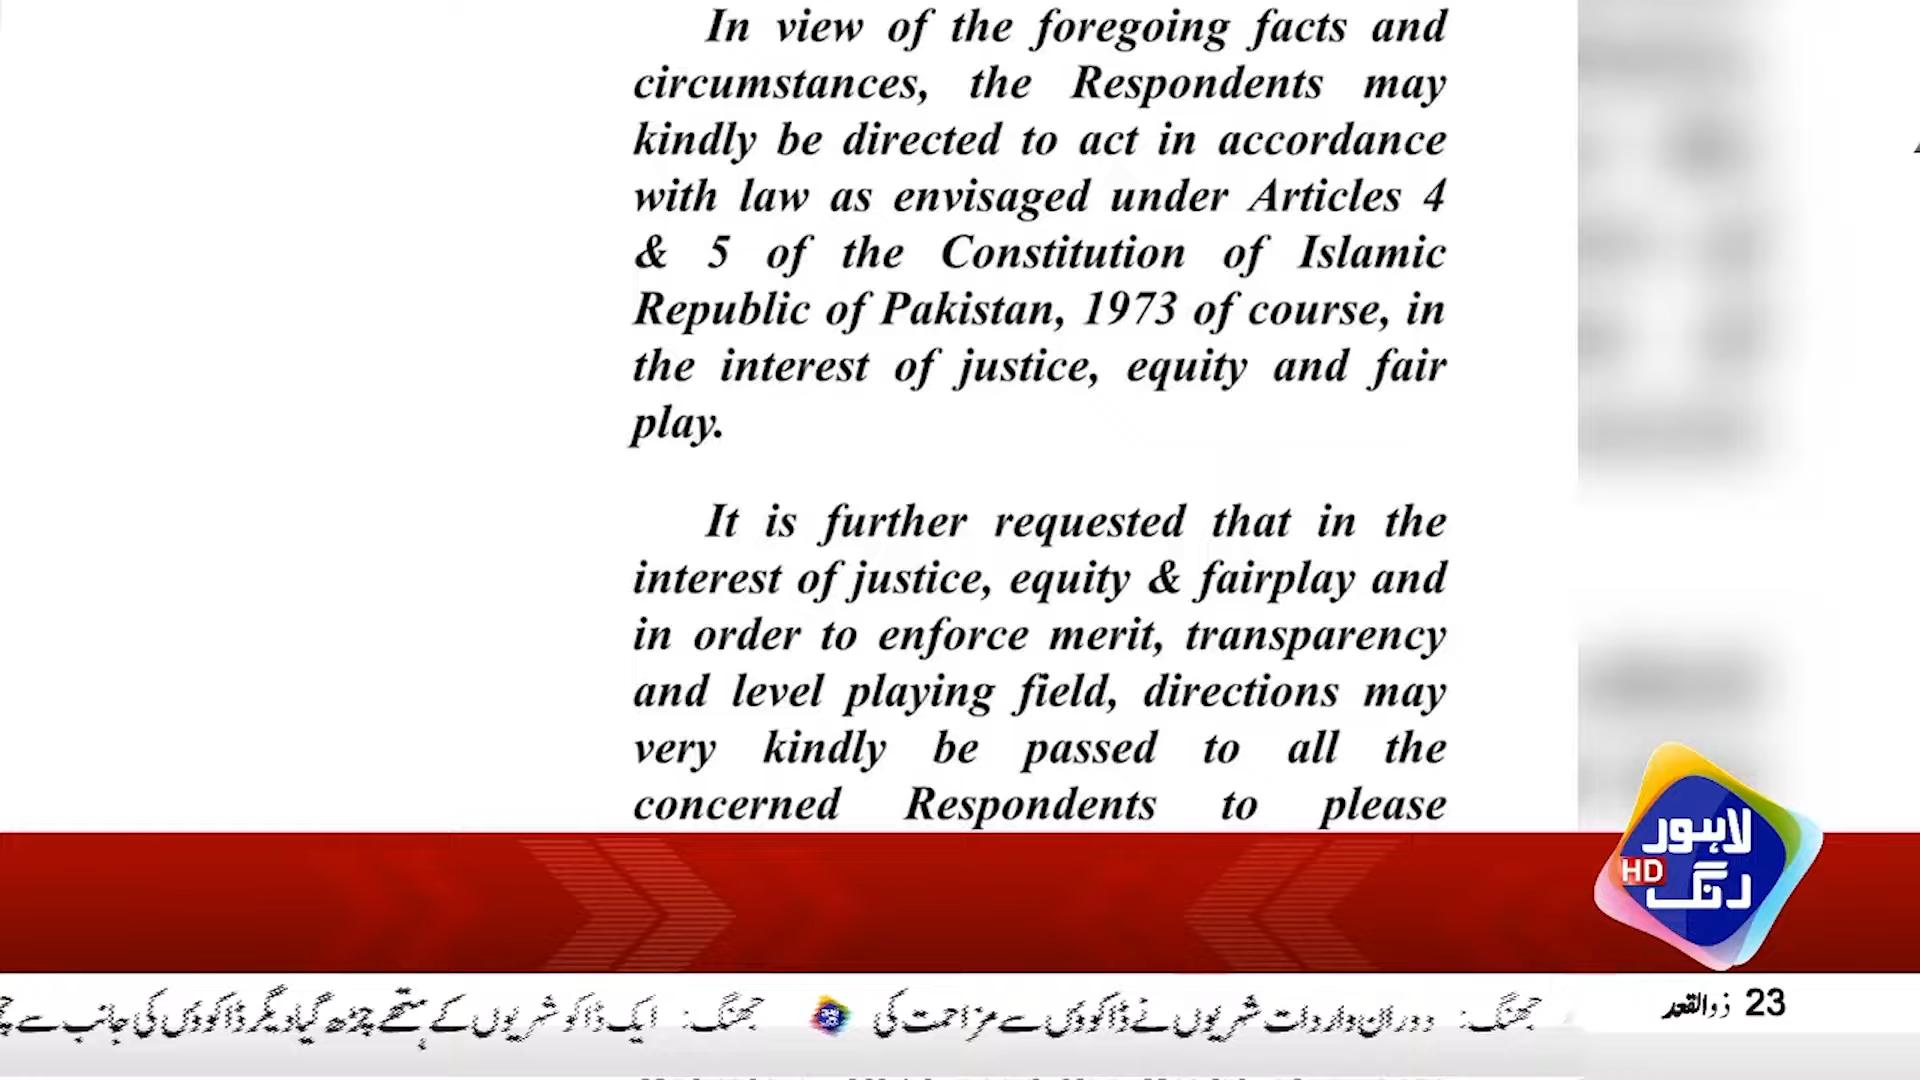 In view of the foregoing facts and
circumstances, the Respondents may
kindly be directed to act in accordance
with law as envisaged under Articles 4
& 5 of the Constitution of Islamic
Republic of Pakistan, 1973 of course, in
the interest of justice, equity and fair
play.
It is further requested that in the
interest of justice, equity & fairplay and
in order to enforce merit, transparency
and level playing field, directions may
very kindly be passed to all the
concerned Respondents to please
لاہور
رنگ
HD
جھنگ: دوران واردات شہریوں نے ڈاکوؤں سے مزاحمت کی
جھنگ: ایک ڈاکو شہریوں کے ہتھے چڑھ گیا دیگر ڈاکوؤں کی جانب سے
23 ذوالقعد